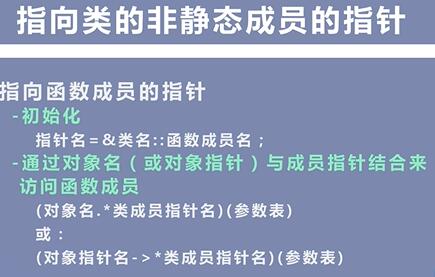 指向类的非静态成员的指针
指向函数成员的指针
-初始化
指针名=&类名::函数成员名；
-通过对象名（或对象指针）与成员指针结合来
访问函数成员
(对象名.*类成员指针名)(参数表)
或：
(对象指针名->*类成员指针名)(参数表)